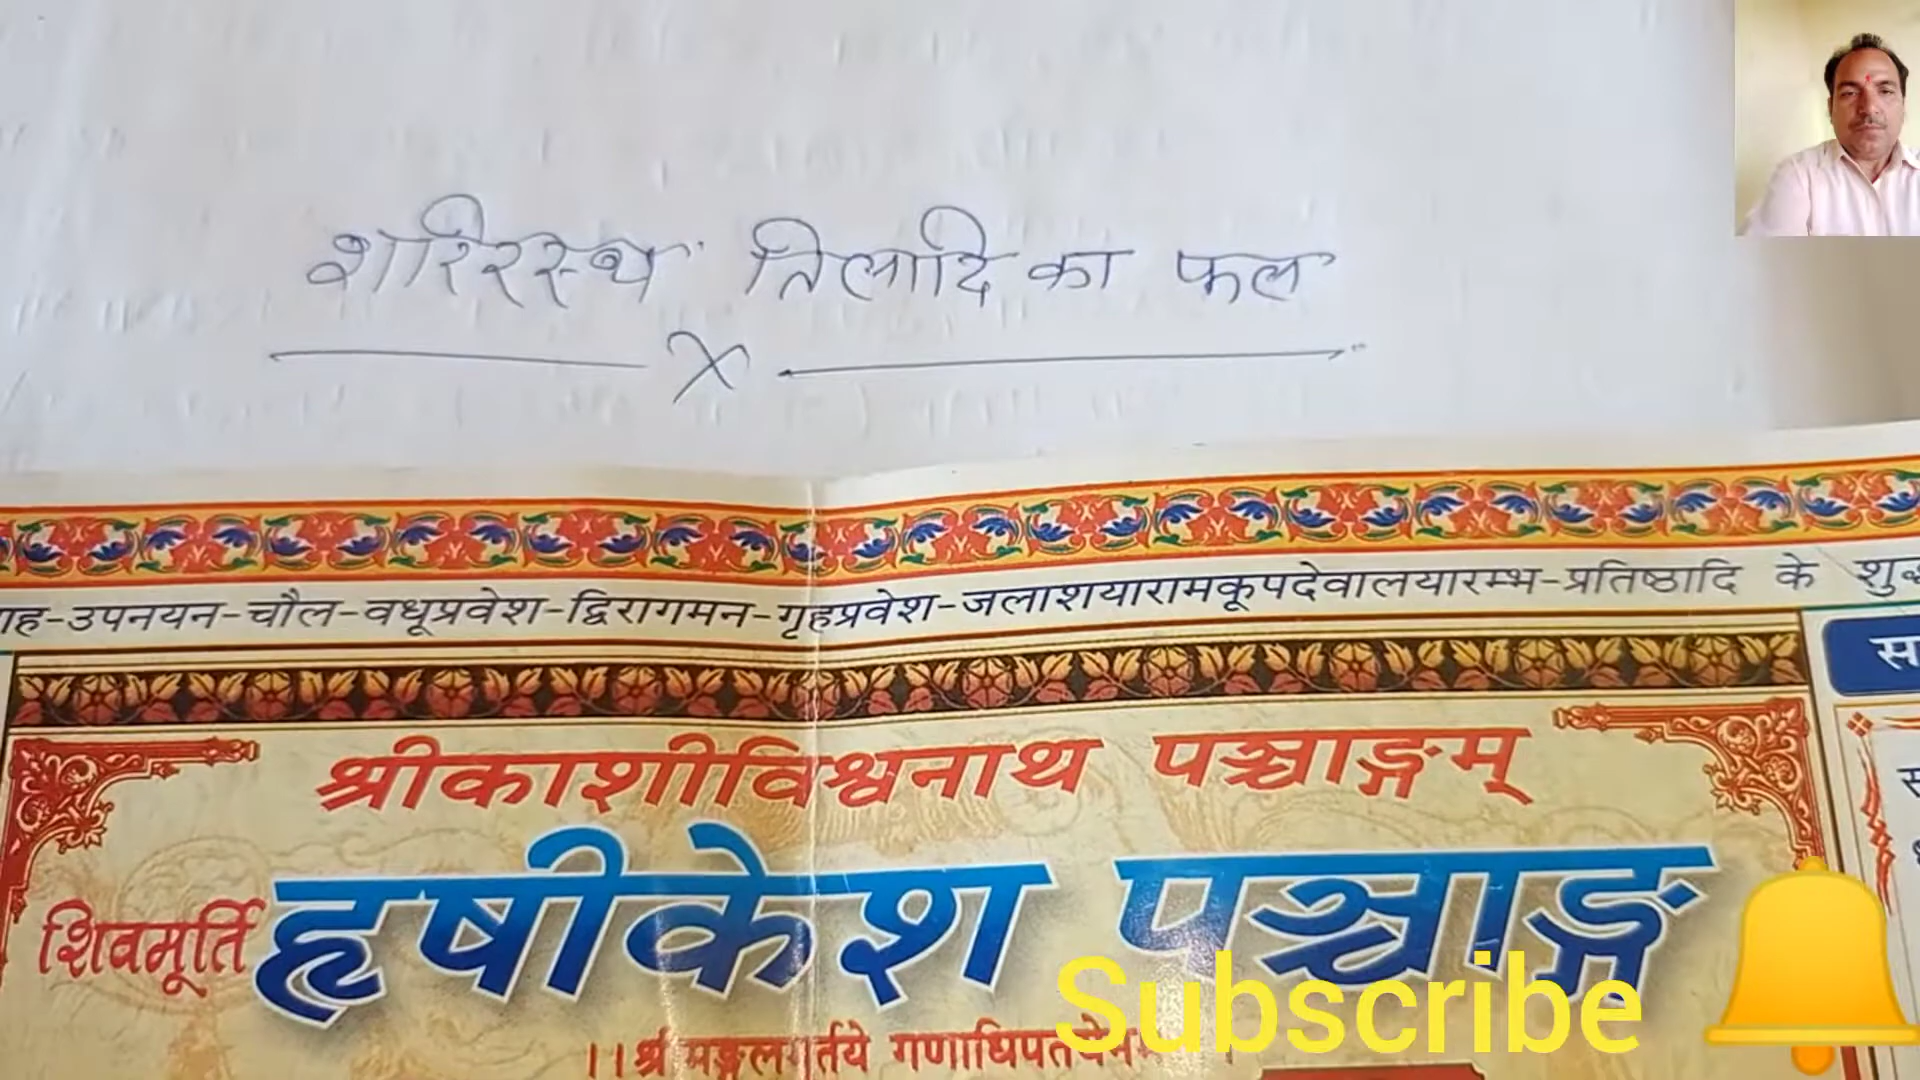 शरिरस्थ तिलादि का फल
X
ाह-उपनयन-चौल-वधूप्रवेश-द्विरागमन-गृहप्रवेश-जलाशयारामकूपदेवालयारम्भ-प्रतिष्ठादि के शुद्ध
श्रीकाशीविश्वनाथ पञ्चाङ्गम्
शिवमूर्ति हृषीकेश पञ्चाङ्ग
Subscribe